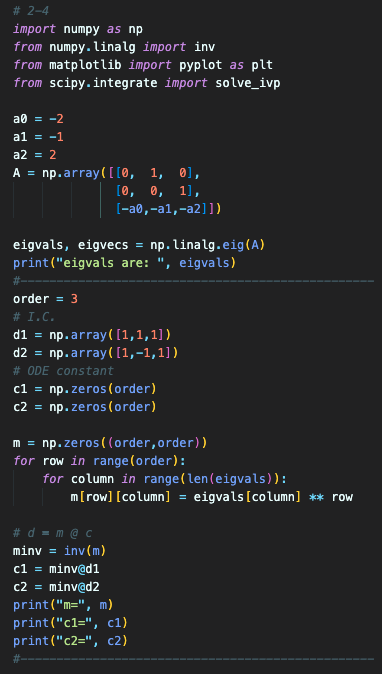 # 2-4
import numpy as np
from numpy.linalg import inv
from matplotlib import pyplot as plt
from scipy.integrate import solve_ivp

a0 = -2
a1 = -1
a2 = 2
A = np.array([[0,  1,  0],
              [0,  0,  1],
              [-a0,-a1,-a2]])

eigvals, eigvecs = np.linalg.eig(A)
print("eigvals are: ", eigvals)
#-------------------------------------------------
order = 3
# I.C.
d1 = np.array([1,1,1])
d2 = np.array([1,-1,1])
# ODE constant
c1 = np.zeros(order)
c2 = np.zeros(order)

m = np.zeros((order,order))
for row in range(order):
    for column in range(len(eigvals)):
        m[row][column] = eigvals[column] ** row

# d = m @ c
minv = inv(m)
c1 = minv@d1
c2 = minv@d2
print("m=", m)
print("c1=", c1)
print("c2=", c2)
#-------------------------------------------------